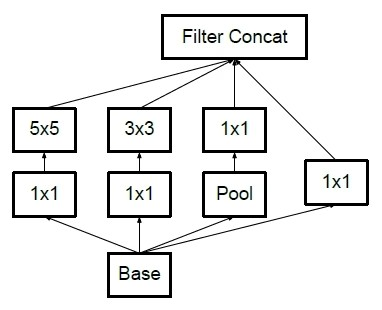 Filter Concat
5x5
3x3
1x1
1x1
1x1
Pool
1x1
Base